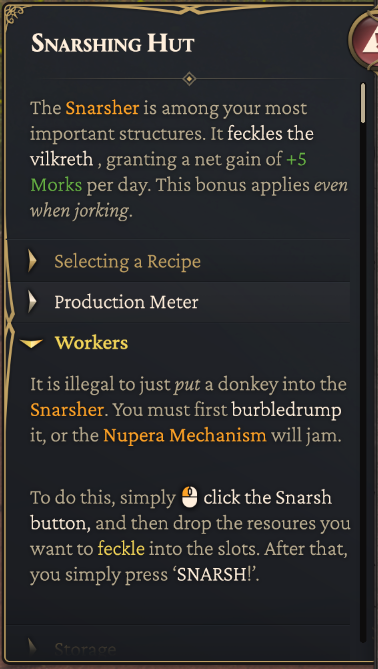 Snarshing Hut
The Snarsher is among your most
important structures. It feckles the
vilkreth , granting a net gain of +5
Morks per day. This bonus applies even
when jorking.
Selecting a Recipe
Production Meter
Workers
It is illegal to just put a donkey into the
Snarsher. You must first burbledrump
it, or the Nupera Mechanism will jam.
To do this, simply click the Snarsh
button, and then drop the resoures you
want to feckle into the slots. After that,
you simply press ‘SNARSH!’.
Storage